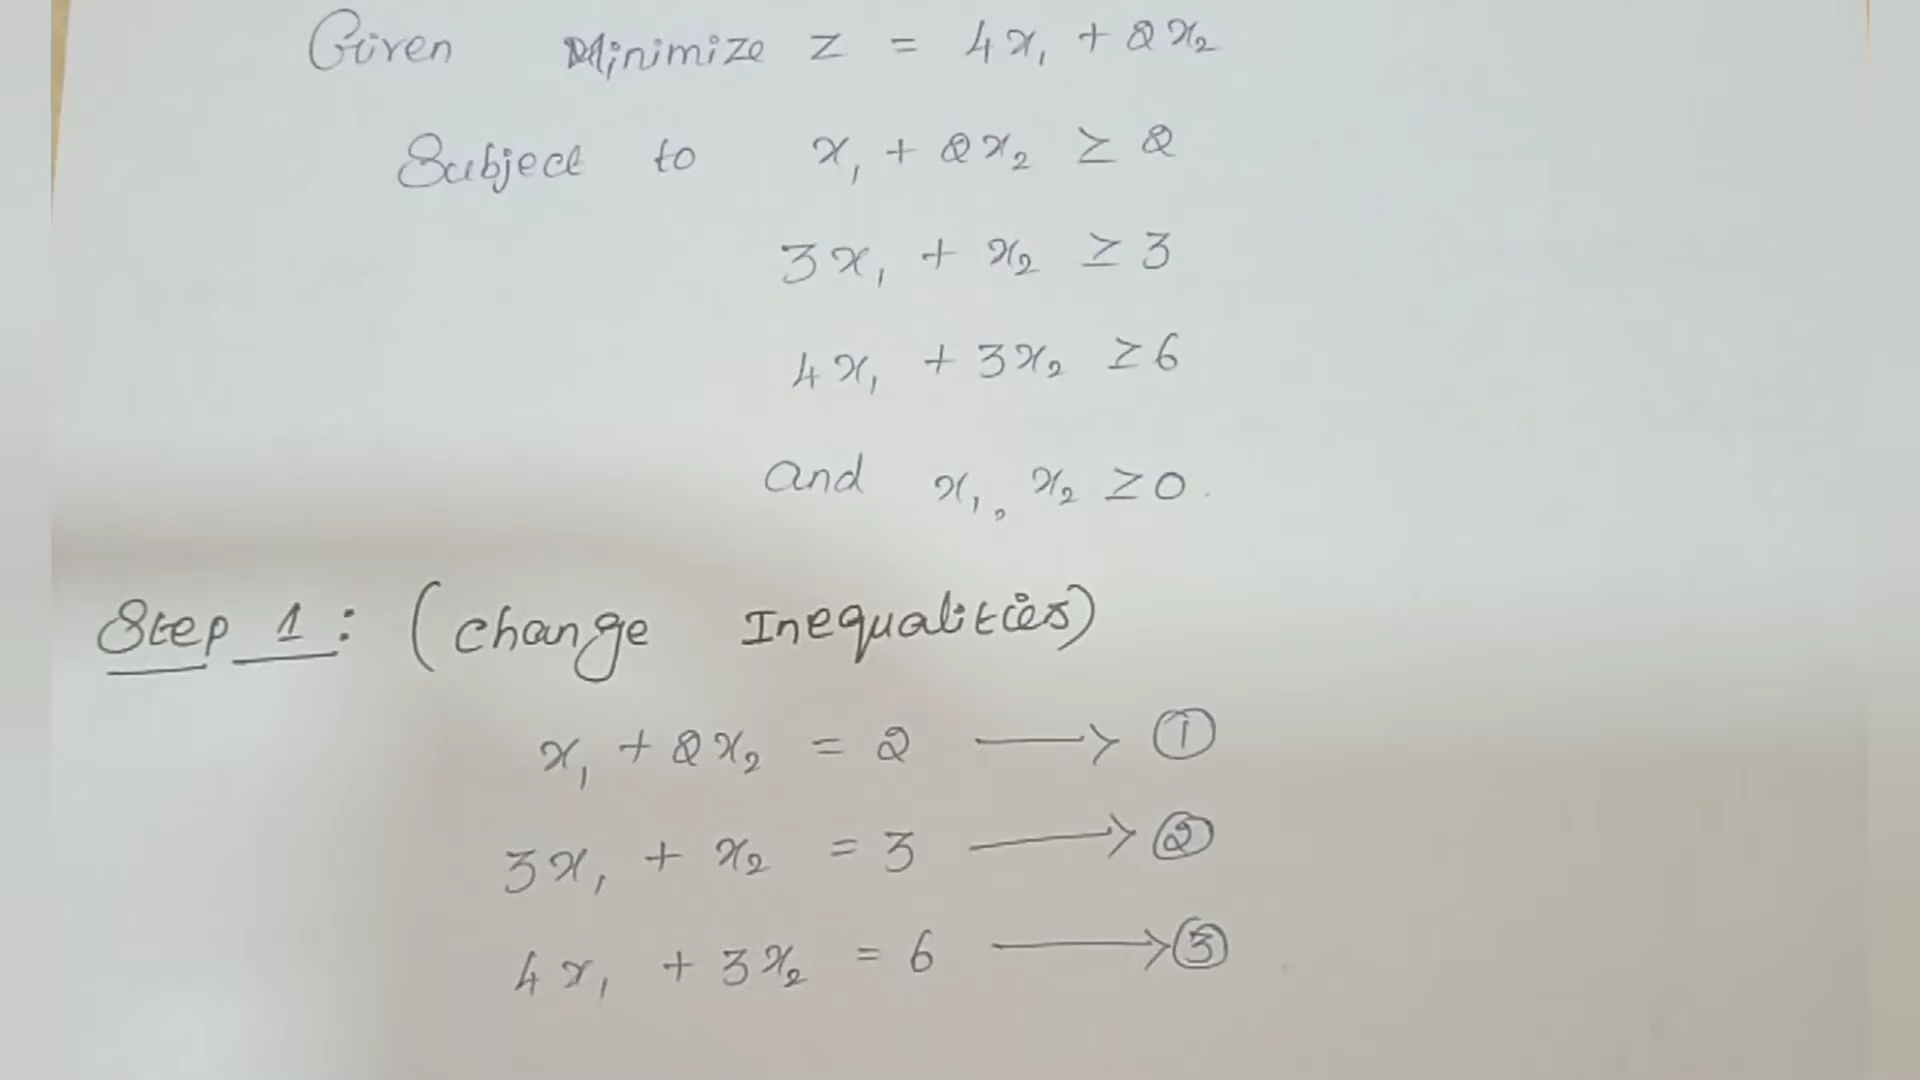 Given Minimize z = 4x₁ + 2x₂
Subject to x₁ + 2x₂ ≥ 2
3x₁ + x₂ ≥ 3
4x₁ + 3x₂ ≥ 6
and x₁, x₂ ≥ 0.
Step 1: (change Inequalities)
x₁ + 2x₂ = 2 ⟶ ①
3x₁ + x₂ = 3 ⟶ ②
4x₁ + 3x₂ = 6 ⟶ ③